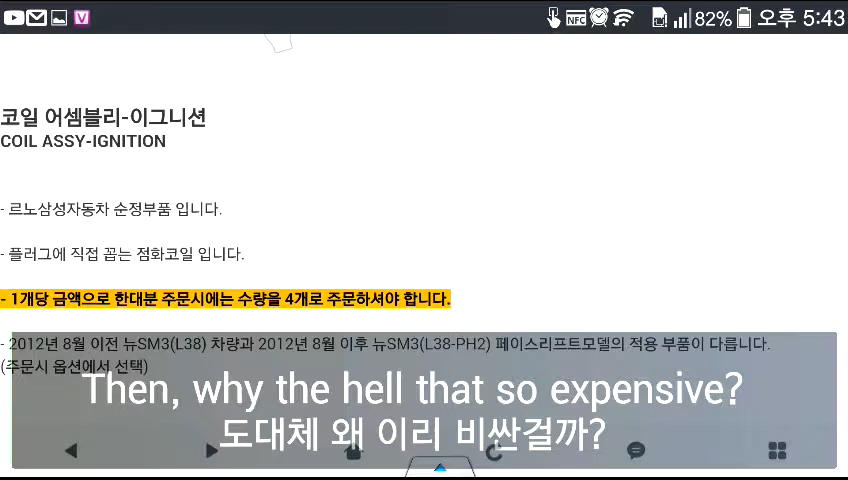 NFC 82% 오후 5:43
코일 어셈블리-이그니션
COIL ASSY-IGNITION
- 르노삼성자동차 순정부품 입니다.
- 플러그에 직접 꼽는 점화코일 입니다.
- 1개당 금액으로 한대분 주문시에는 수량을 4개로 주문하셔야 합니다.
- 2012년 8월 이전 뉴SM3(L38) 차량과 2012년 8월 이후 뉴SM3(L38-PH2) 페이스리프트모델의 적용 부품이 다릅니다.
(주문시 옵션에서 선택)
Then, why the hell that so expensive?
도대체 왜 이리 비싼걸까?